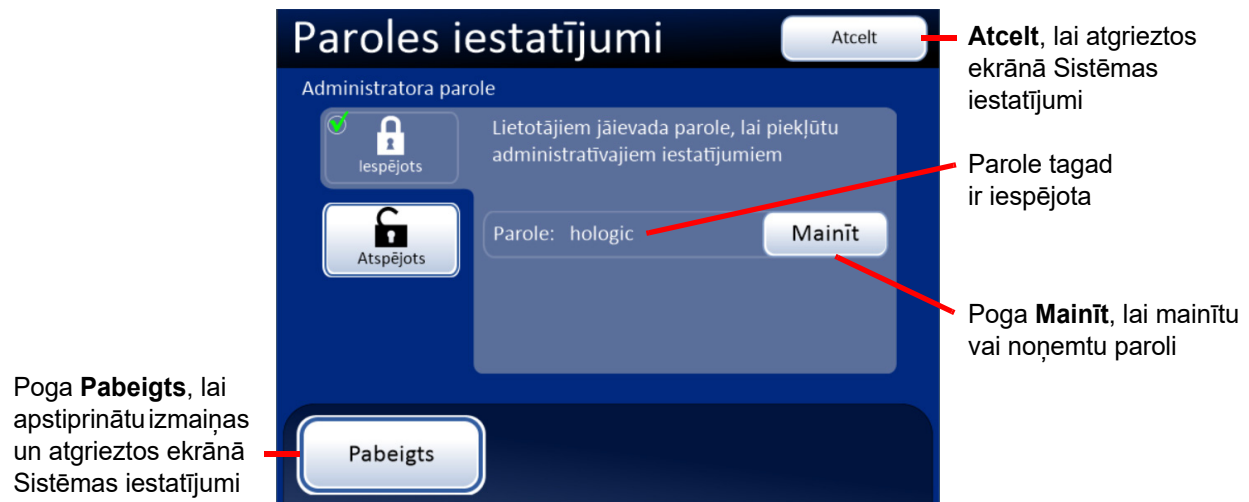 Paroles iestatījumi
Atcelt
Atcelt, lai atgrieztos
ekrānā Sistēmas
iestatījumi
Administratora parole
Iespējots
Lietotājiem jāievada parole, lai piekļūtu
administratīvajiem iestatījumiem
Parole tagad
ir iespējota
Atspējots
Parole: hologic
Mainīt
Poga Mainīt, lai mainītu
vai noņemtu paroli
Poga Pabeigts, lai
apstiprinātu izmaiņas
un atgrieztos ekrānā
Sistēmas iestatījumi
Pabeigts